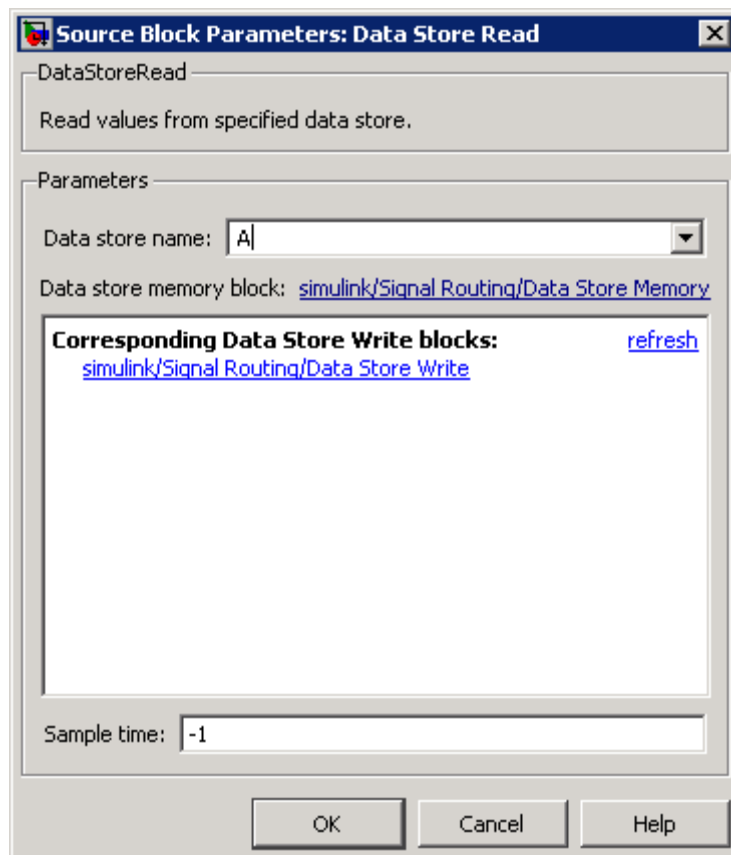 Source Block Parameters: Data Store Read
DataStoreRead
Read values from specified data store.
Parameters
Data store name: A
Data store memory block: simulink/Signal Routing/Data Store Memory
Corresponding Data Store Write blocks: refresh
simulink/Signal Routing/Data Store Write
Sample time: -1
OK Cancel Help